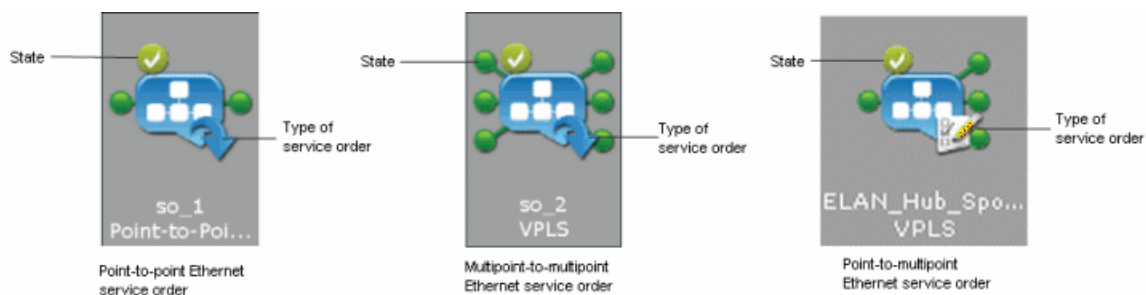 State
Type of
service order
so_1
Point-to-Poi...
Point-to-point Ethernet
service order
State
Type of
service order
so_2
VPLS
Multipoint-to-multipoint
Ethernet service order
State
Type of
service order
ELAN_Hub_Spo...
VPLS
Point-to-multipoint
Ethernet service order